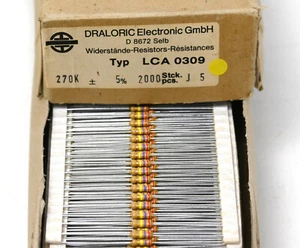 DRALORIC Electronic GmbH
D 8672 Selb
Widerstände-Resistors-Résistances
Typ LCA 0309
270K ± 5% 2000 Stck. pcs. J 5